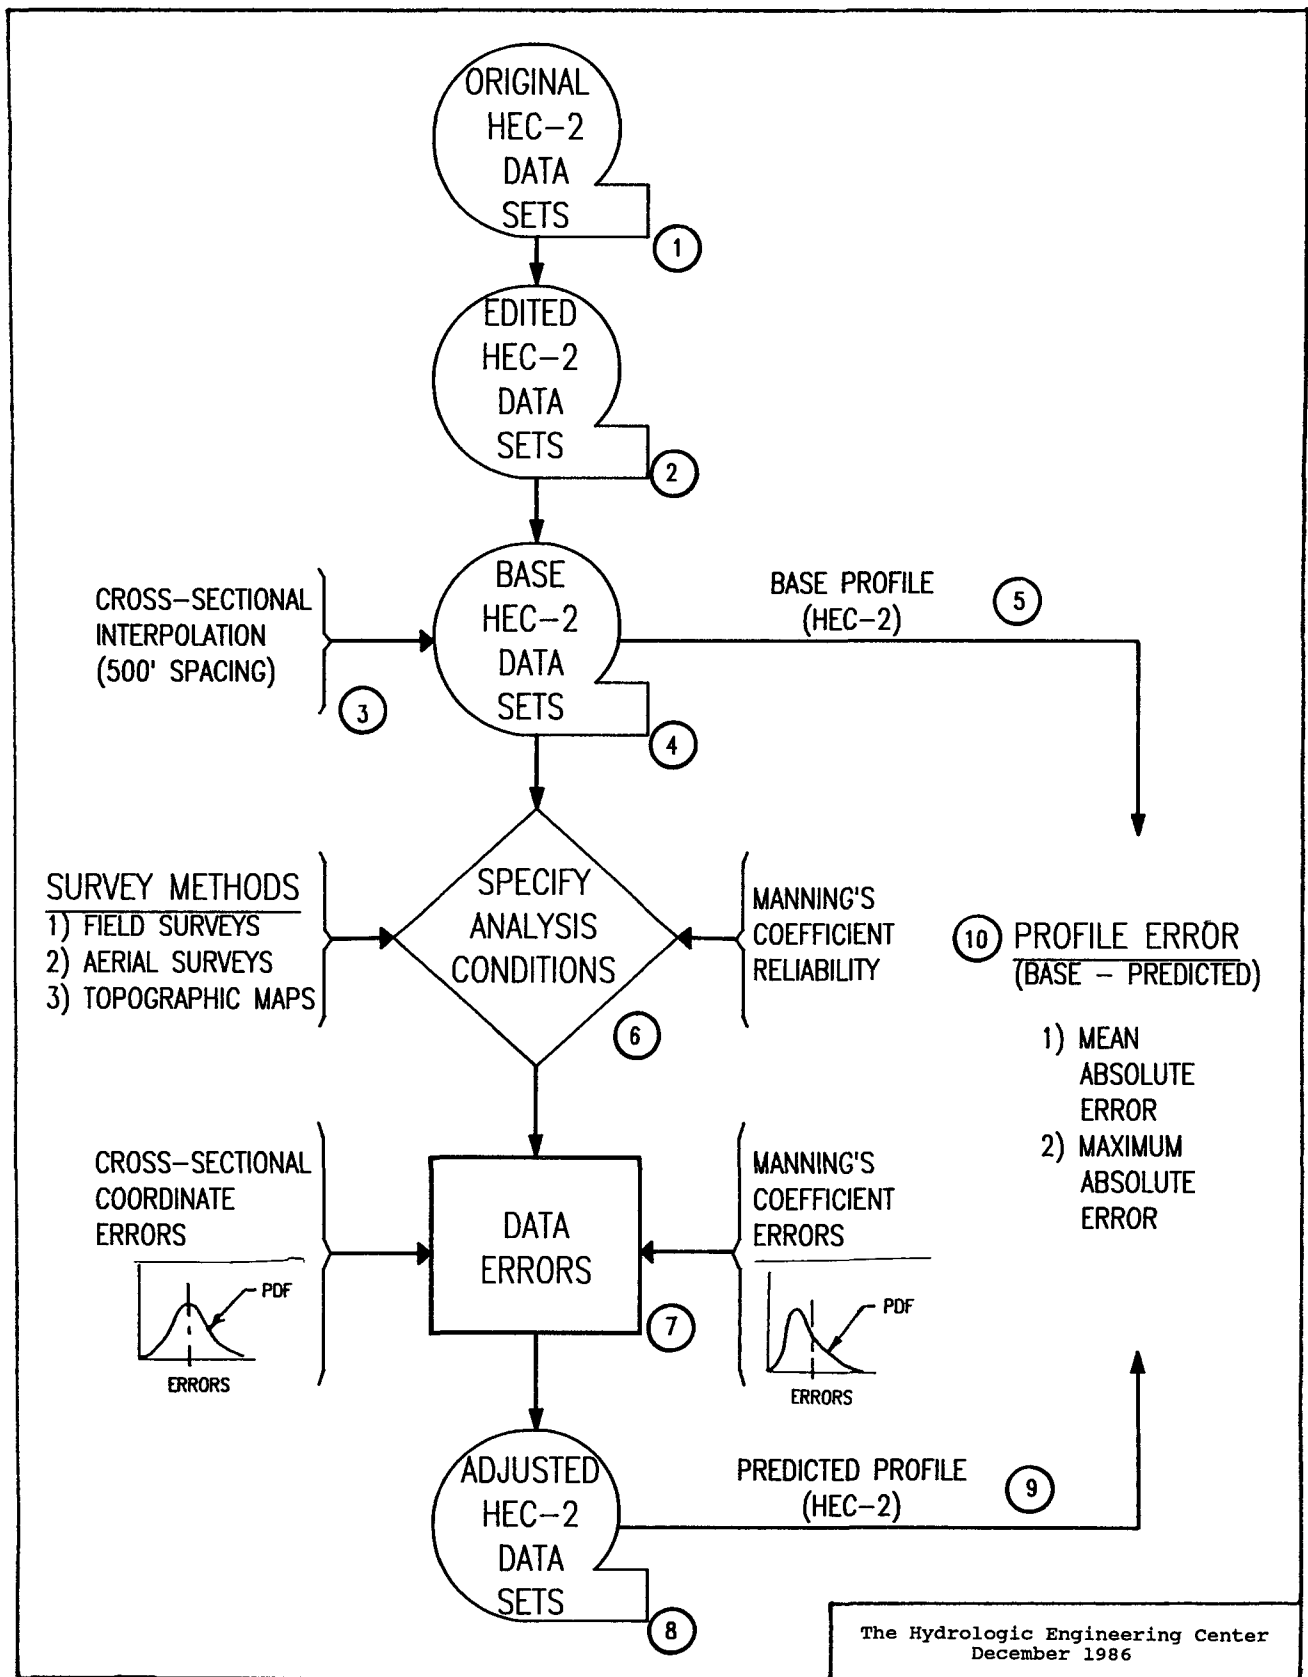 ORIGINAL
HEC-2
DATA
SETS
1
EDITED
HEC-2
DATA
SETS
2
CROSS-SECTIONAL
INTERPOLATION
(500' SPACING)
3
BASE
HEC-2
DATA
SETS
4
BASE PROFILE
(HEC-2)
5
SURVEY METHODS
1) FIELD SURVEYS
2) AERIAL SURVEYS
3) TOPOGRAPHIC MAPS
SPECIFY
ANALYSIS
CONDITIONS
6
MANNING'S
COEFFICIENT
RELIABILITY
10 PROFILE ERROR
(BASE - PREDICTED)
1) MEAN
ABSOLUTE
ERROR
2) MAXIMUM
ABSOLUTE
ERROR
CROSS-SECTIONAL
COORDINATE
ERRORS
PDF
ERRORS
DATA
ERRORS
7
MANNING'S
COEFFICIENT
ERRORS
PDF
ERRORS
ADJUSTED
HEC-2
DATA
SETS
8
PREDICTED PROFILE
(HEC-2)
9
The Hydrologic Engineering Center
December 1986